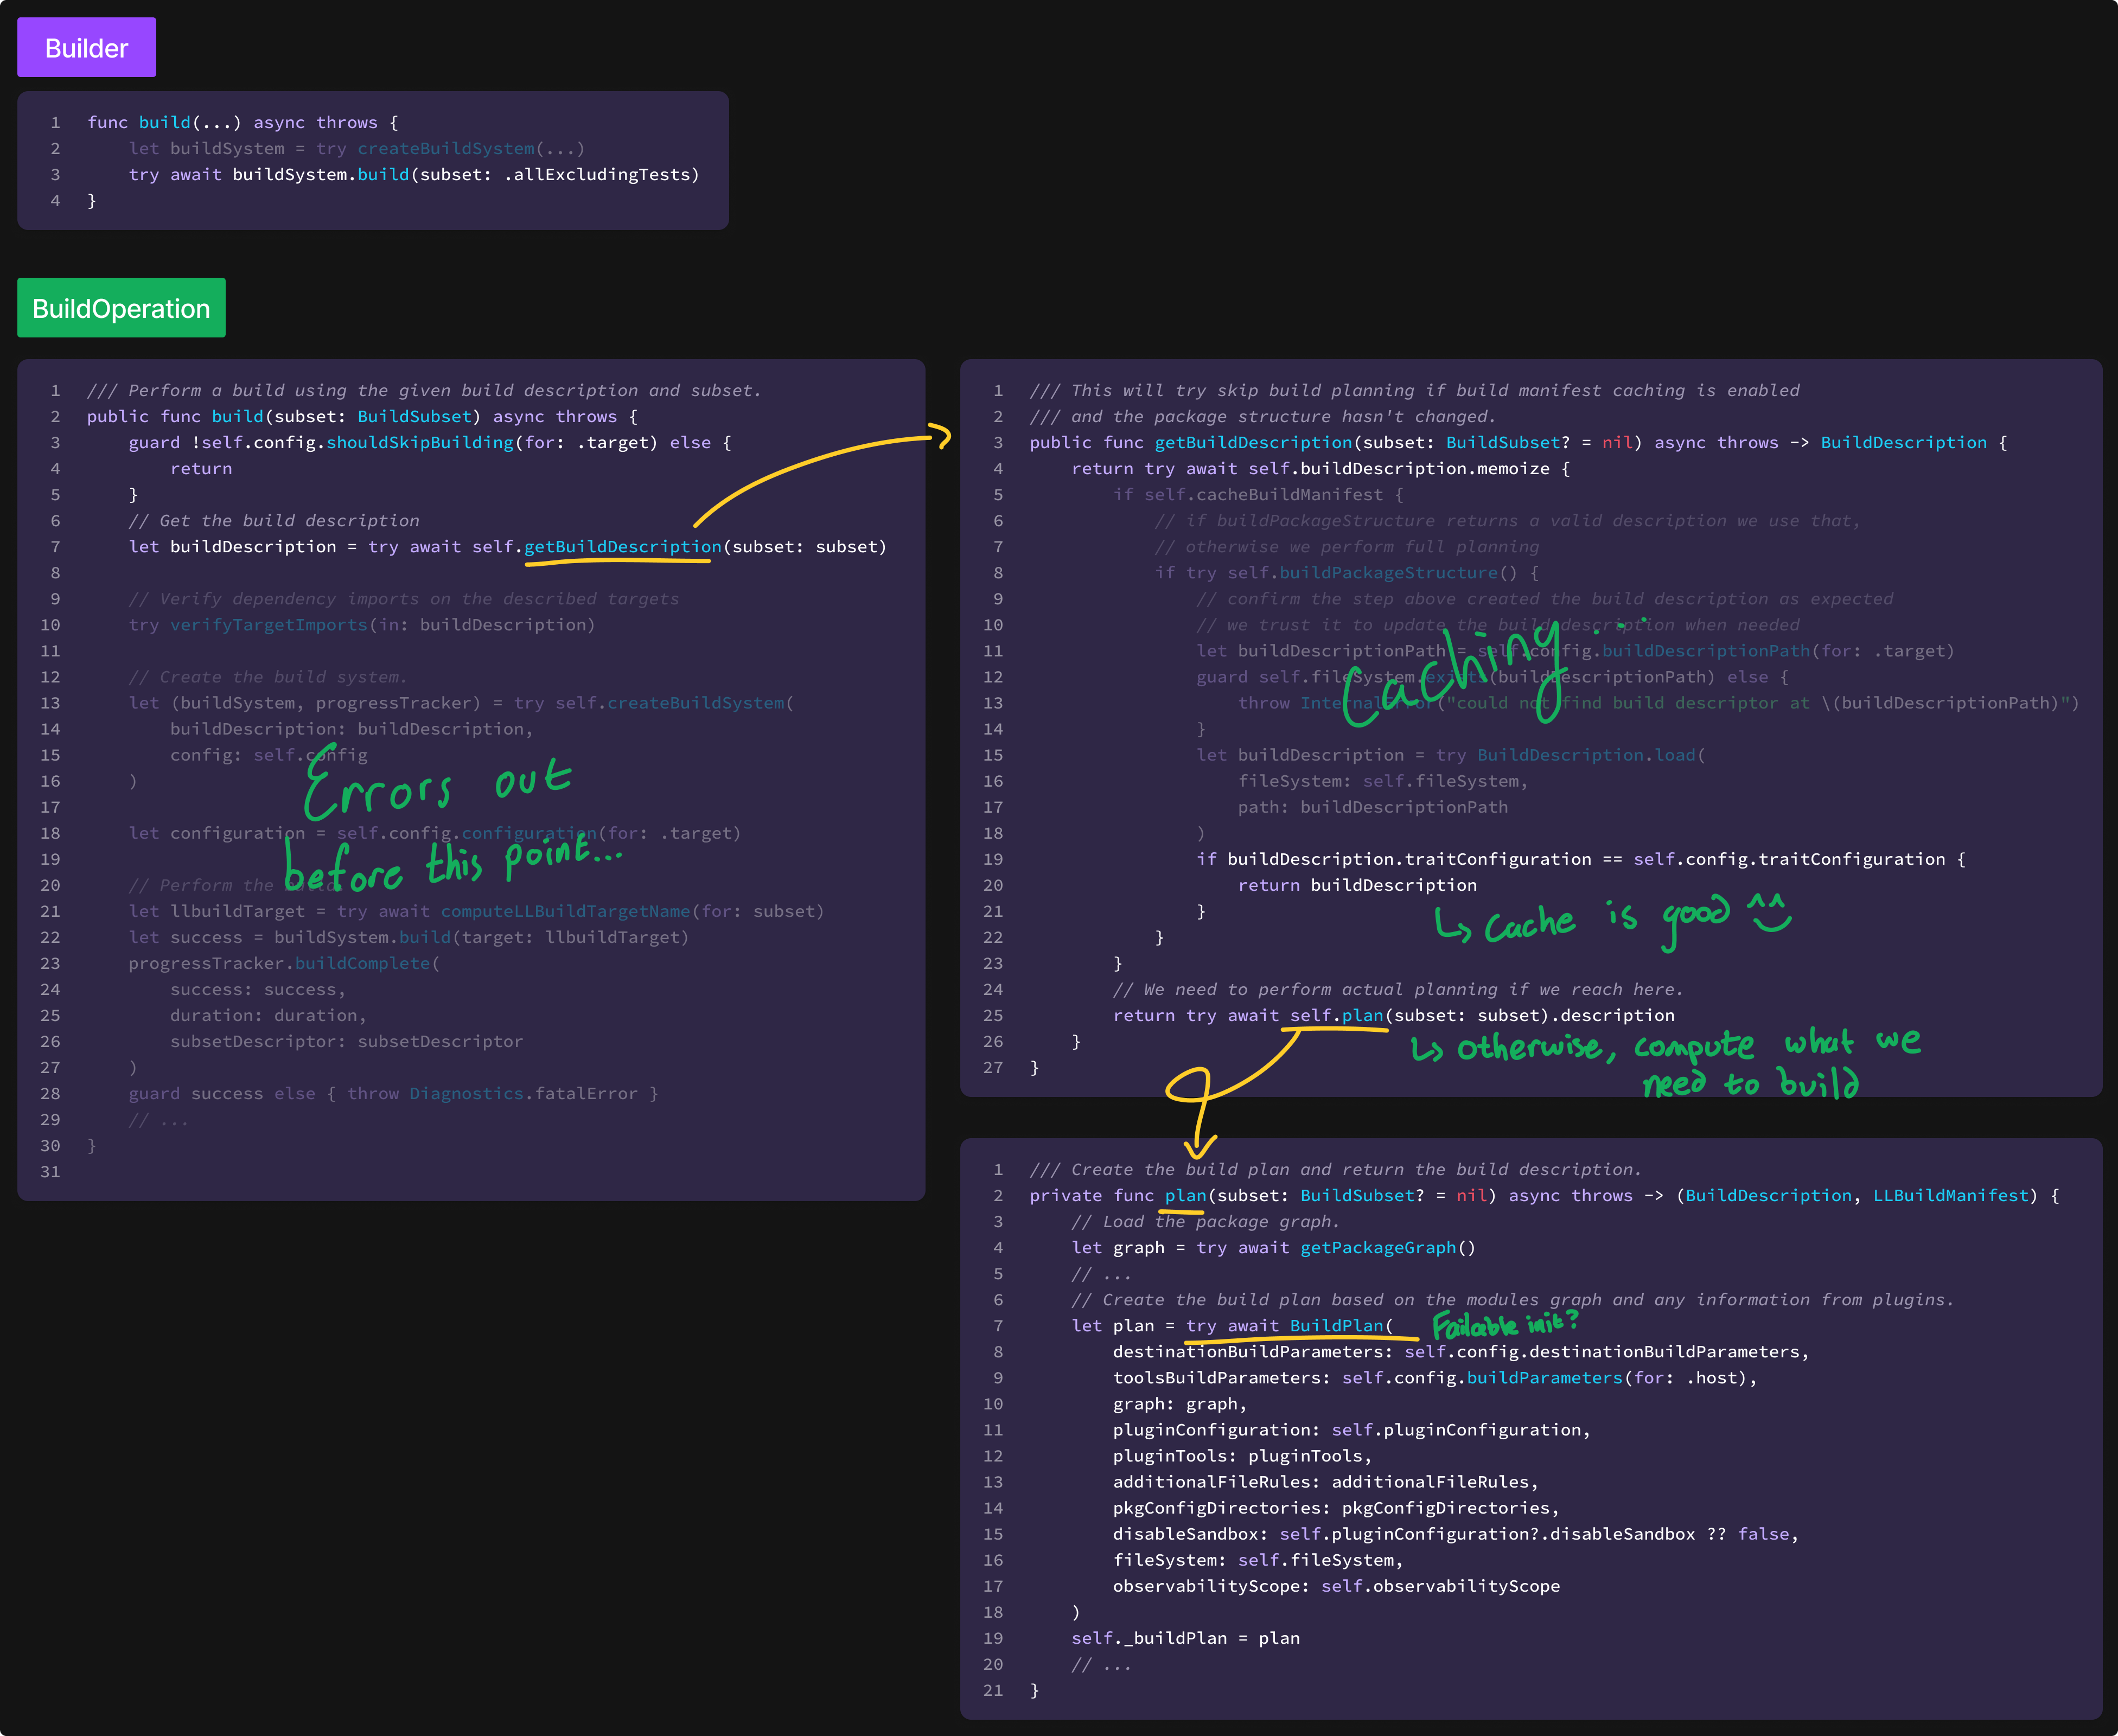 Builder
1 func build(...) async throws {
2 let buildSystem = try createBuildSystem(...)
3 try await buildSystem.build(subset: .allExcludingTests)
4 }
BuildOperation
1 /// Perform a build using the given build description and subset.
2 public func build(subset: BuildSubset) async throws {
3 guard !self.config.shouldSkipBuilding(for: .target) else {
4 return
5 }
6 // Get the build description
7 let buildDescription = try await self.getBuildDescription(subset: subset)
8
9 // Verify dependency imports on the described targets
10 try verifyTargetImports(in: buildDescription)
11
12 // Create the build system.
13 let (buildSystem, progressTracker) = try self.createBuildSystem(
14 buildDescription: buildDescription,
15 config: self.config
16 )
17
18 let configuration = self.config.configuration(for: .target)
19
20 // Perform the build.
21 let llbuildTarget = try await computeLLBuildTargetName(for: subset)
22 let success = buildSystem.build(target: llbuildTarget)
23 progressTracker.buildComplete(
24 success: success,
25 duration: duration,
26 subsetDescriptor: subsetDescriptor
27 )
28 guard success else { throw Diagnostics.fatalError }
29 // ...
30 }
31
Errors out
before this point...
1 /// This will try skip build planning if build manifest caching is enabled
2 /// and the package structure hasn't changed.
3 public func getBuildDescription(subset: BuildSubset? = nil) async throws -> BuildDescription {
4 return try await self.buildDescription.memoize {
5 if self.cacheBuildManifest {
6 // if buildPackageStructure returns a valid description we use that,
7 // otherwise we perform full planning
8 if try self.buildPackageStructure() {
9 // confirm the step above created the build description as expected
10 // we trust it to update the build description when needed
11 let buildDescriptionPath = self.config.buildDescriptionPath(for: .target)
12 guard self.fileSystem.exists(buildDescriptionPath) else {
13 throw InternalError("could not find build descriptor at \(buildDescriptionPath)")
14 }
15 let buildDescription = try BuildDescription.load(
16 fileSystem: self.fileSystem,
17 path: buildDescriptionPath
18 )
19 if buildDescription.traitConfiguration == self.config.traitConfiguration {
20 return buildDescription
21 }
22 }
23 }
24 // We need to perform actual planning if we reach here.
25 return try await self.plan(subset: subset).description
26 }
27 }
Caching...
↳ Cache is good ^^
↳ otherwise, compute what we
need to build
1 /// Create the build plan and return the build description.
2 private func plan(subset: BuildSubset? = nil) async throws -> (BuildDescription, LLBuildManifest) {
3 // Load the package graph.
4 let graph = try await getPackageGraph()
5 // ...
6 // Create the build plan based on the modules graph and any information from plugins.
7 let plan = try await BuildPlan( Failable init?
8 destinationBuildParameters: self.config.destinationBuildParameters,
9 toolsBuildParameters: self.config.buildParameters(for: .host),
10 graph: graph,
11 pluginConfiguration: self.pluginConfiguration,
12 pluginTools: pluginTools,
13 additionalFileRules: additionalFileRules,
14 pkgConfigDirectories: pkgConfigDirectories,
15 disableSandbox: self.pluginConfiguration?.disableSandbox ?? false,
16 fileSystem: self.fileSystem,
17 observabilityScope: self.observabilityScope
18 )
19 self._buildPlan = plan
20 // ...
21 }